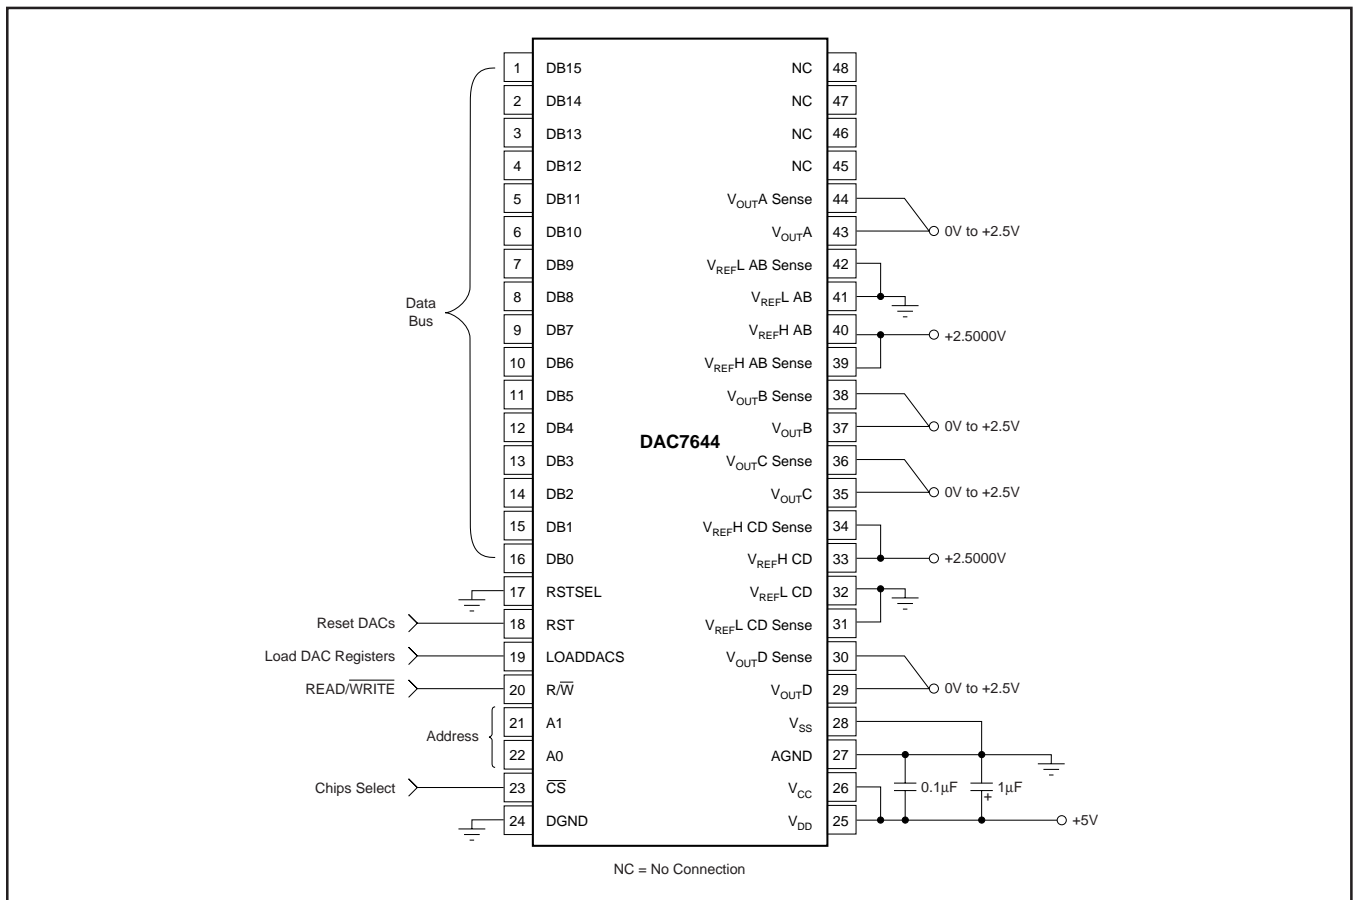 1 DB15 NC 48
2 DB14 NC 47
3 DB13 NC 46
4 DB12 NC 45
5 DB11 VOUTA Sense 44
6 DB10 VOUTA 43 0V to +2.5V
7 DB9 VREFL AB Sense 42
8 DB8 VREFL AB 41
Data
Bus
9 DB7 VREFH AB 40 +2.5000V
10 DB6 VREFH AB Sense 39
11 DB5 VOUTB Sense 38
12 DB4 VOUTB 37 0V to +2.5V
DAC7644
13 DB3 VOUTC Sense 36
14 DB2 VOUTC 35 0V to +2.5V
15 DB1 VREFH CD Sense 34
16 DB0 VREFH CD 33 +2.5000V
17 RSTSEL VREFL CD 32
Reset DACs 18 RST VREFL CD Sense 31
Load DAC Registers 19 LOADDACS VOUTD Sense 30
READ/W̅R̅I̅T̅E̅ 20 R/W̅ VOUTD 29 0V to +2.5V
21 A1 VSS 28
Address
22 A0 AGND 27
Chips Select 23 C̅S̅ VCC 26 0.1µF + 1µF
24 DGND VDD 25 +5V
NC = No Connection